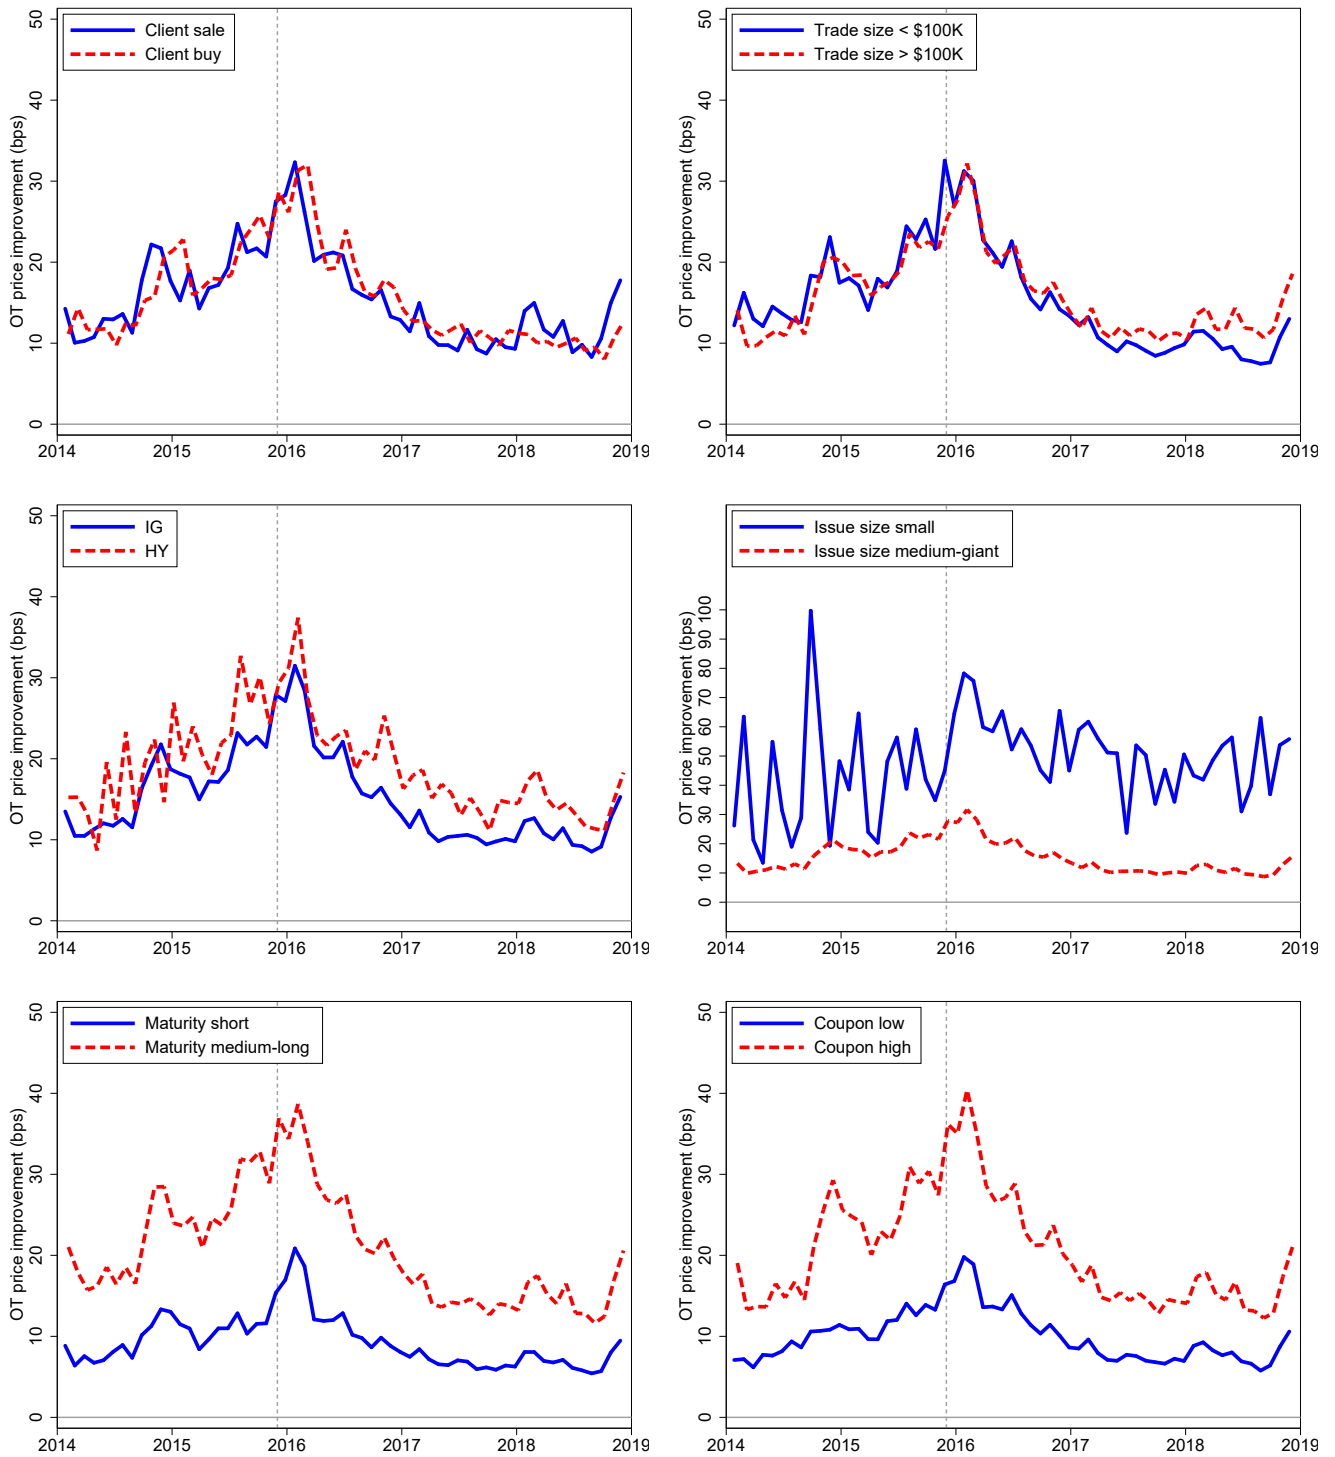 Client sale
Client buy
OT price improvement (bps)
50
40
30
20
10
0
2014 2015 2016 2017 2018 2019
Trade size < $100K
Trade size > $100K
OT price improvement (bps)
50
40
30
20
10
0
2014 2015 2016 2017 2018 2019
IG
HY
OT price improvement (bps)
50
40
30
20
10
0
2014 2015 2016 2017 2018 2019
Issue size small
Issue size medium-giant
OT price improvement (bps)
100
90
80
70
60
50
40
30
20
10
0
2014 2015 2016 2017 2018 2019
Maturity short
Maturity medium-long
OT price improvement (bps)
50
40
30
20
10
0
2014 2015 2016 2017 2018 2019
Coupon low
Coupon high
OT price improvement (bps)
50
40
30
20
10
0
2014 2015 2016 2017 2018 2019